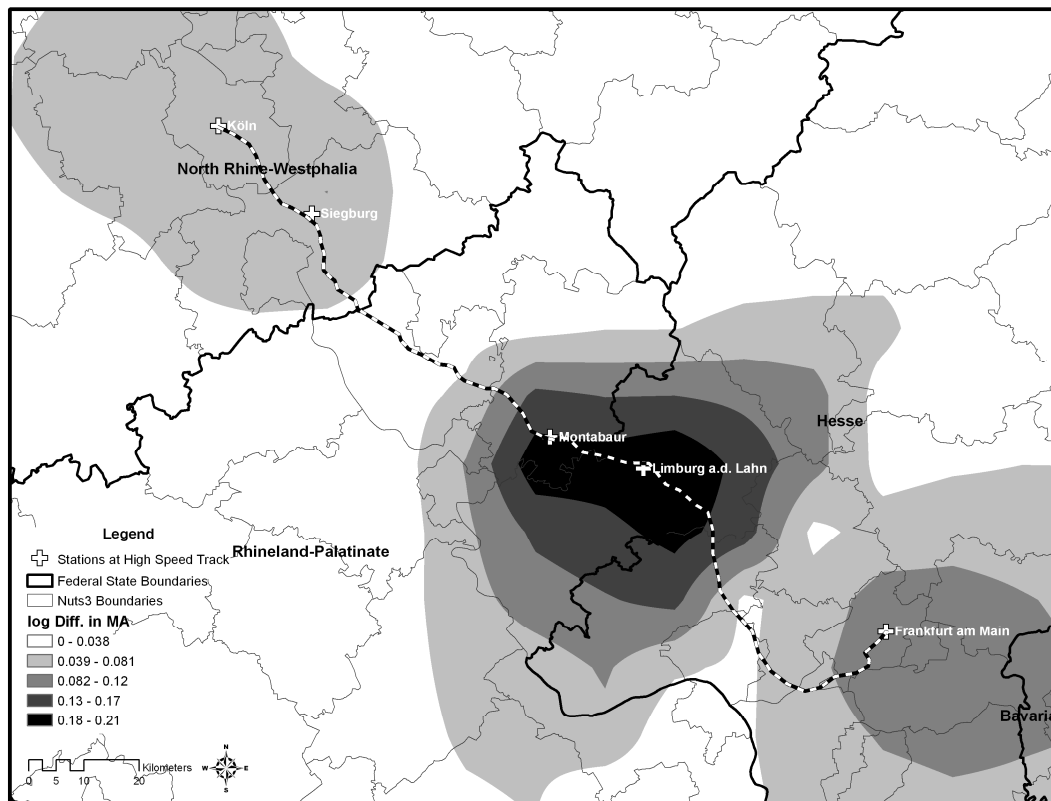 Köln
North Rhine-Westphalia
Siegburg
Hesse
Montabaur
Limburg a.d. Lahn
Rhineland-Palatinate
Frankfurt am Main
Bavaria
Legend
Stations at High Speed Track
Federal State Boundaries
Nuts3 Boundaries
log Diff. in MA
0 - 0.038
0.039 - 0.081
0.082 - 0.12
0.13 - 0.17
0.18 - 0.21
Kilometers
0 5 10 20
N
W E
S